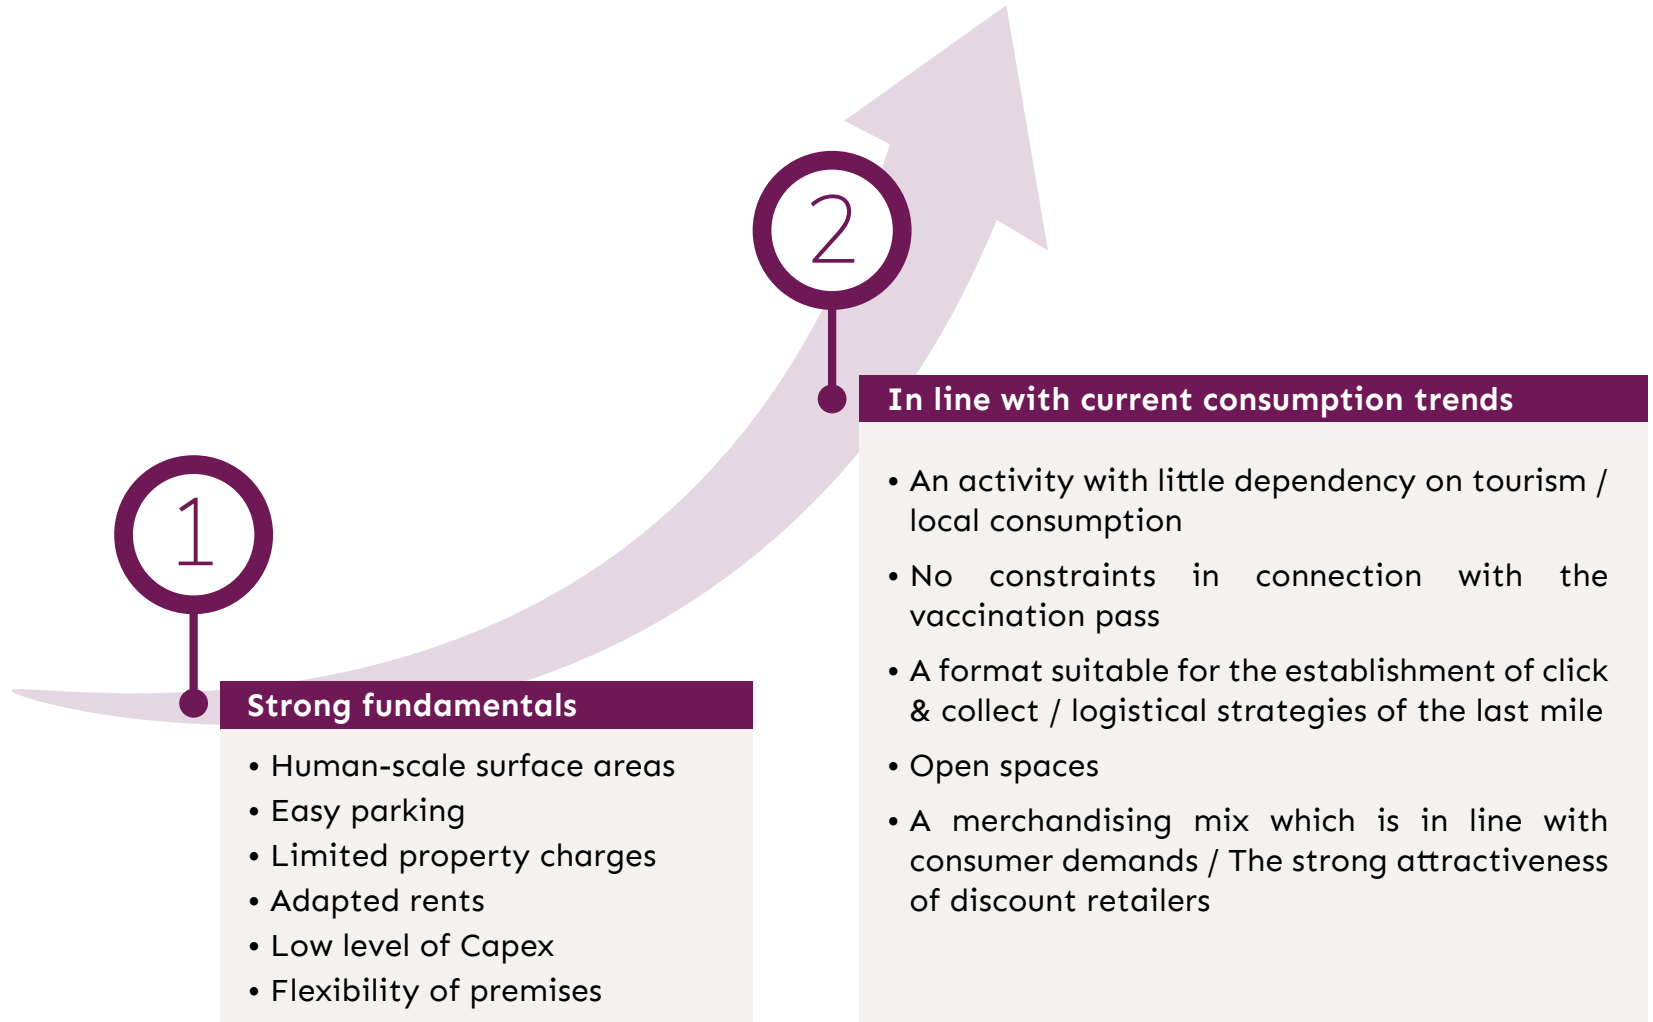 1
Strong fundamentals
• Human-scale surface areas
• Easy parking
• Limited property charges
• Adapted rents
• Low level of Capex
• Flexibility of premises
2
In line with current consumption trends
• An activity with little dependency on tourism /
local consumption
• No constraints in connection with the
vaccination pass
• A format suitable for the establishment of click
& collect / logistical strategies of the last mile
• Open spaces
• A merchandising mix which is in line with
consumer demands / The strong attractiveness
of discount retailers